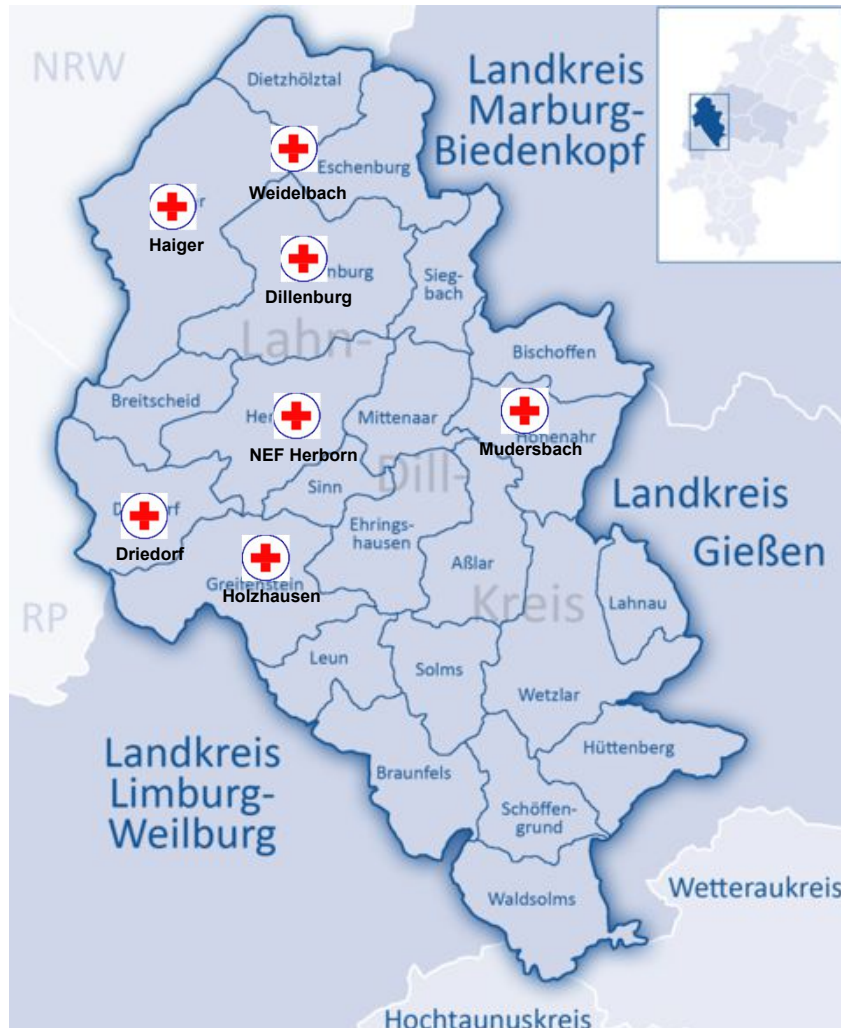 NRW
Dietzhölztal
Landkreis
Marburg-
Biedenkopf
Eschenburg
Weidelbach
Haiger
nburg
Dillenburg
Sieg-
bach
Lahn-
Bischoffen
Breitscheid
Mittenaar
NEF Herborn
Hohenahr
Mudersbach
Sinn
Dill-
Landkreis
Gießen
Ehrings-
hausen
Driedorf
Aßlar
Greifenstein
Holzhausen
Kreis
Lahnau
RP
Leun
Solms
Wetzlar
Landkreis
Limburg-
Weilburg
Braunfels
Hüttenberg
Schöffen-
grund
Waldsolms
Wetteraukreis
Hochtaunuskreis